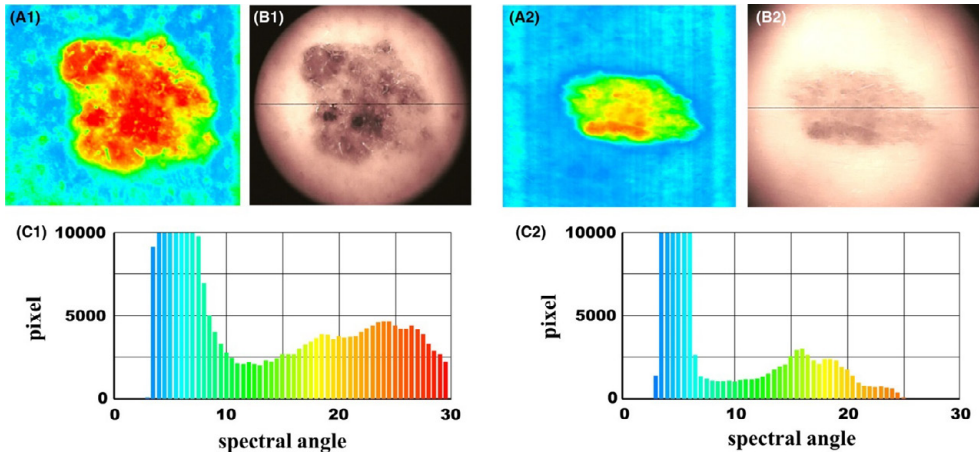 (A1)
(B1)
(A2)
(B2)
(C1)
10000
5000
0
pixel
0 10 20 30
spectral angle
(C2)
10000
5000
0
pixel
0 10 20 30
spectral angle